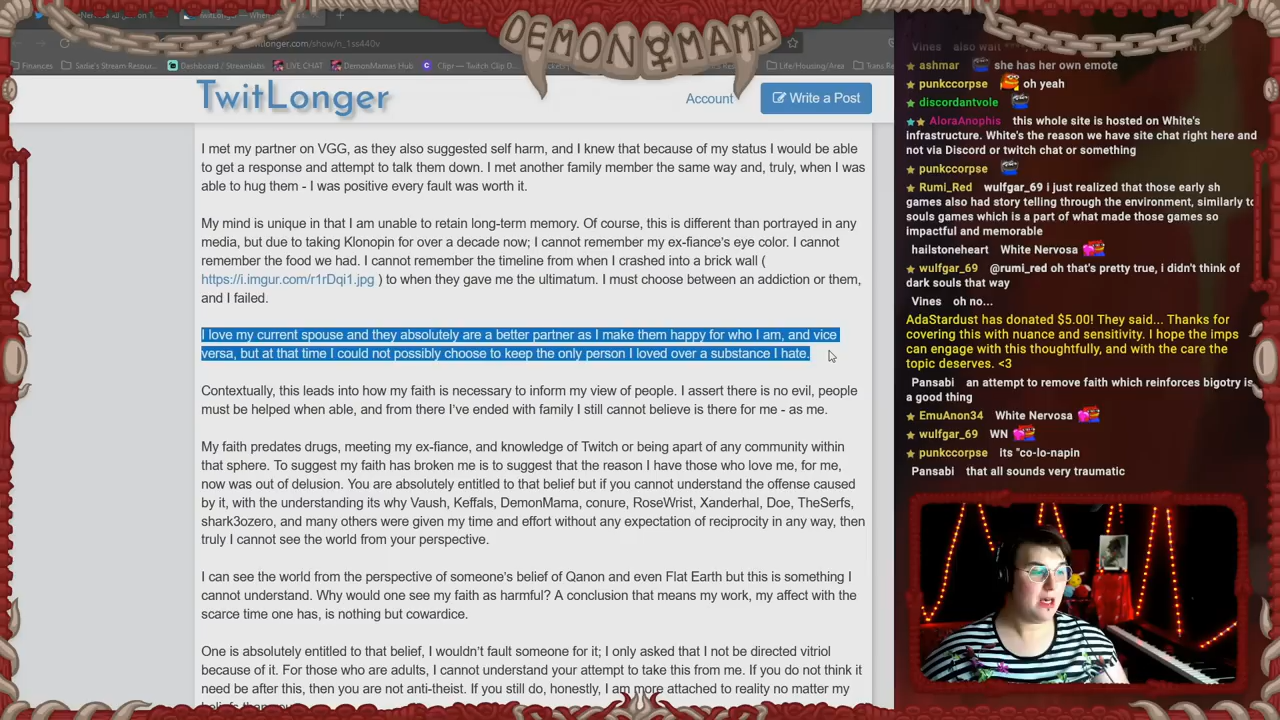 DEMON MAMA
tlonger.com/show/n_1ss440v
Finances
Sadie's Stream Resou...
Dashboard / Streamlabs
LIVE CHAT
DemonMamas Hub
Clipr — Twitch Clip D...
Life/Housing/Area
TwitLonger
Account
Write a Post
I met my partner on VGG, as they also suggested self harm, and I knew that because of my status I would be able
to get a response and attempt to talk them down. I met another family member the same way and, truly, when I was
able to hug them - I was positive every fault was worth it.
My mind is unique in that I am unable to retain long-term memory. Of course, this is different than portrayed in any
media, but due to taking Klonopin for over a decade now; I cannot remember my ex-fiance's eye color. I cannot
remember the food we had. I cannot remember the timeline from when I crashed into a brick wall (
https://i.imgur.com/r1rDqi1.jpg ) to when they gave me the ultimatum. I must choose between an addiction or them,
and I failed.
I love my current spouse and they absolutely are a better partner as I make them happy for who I am, and vice
versa, but at that time I could not possibly choose to keep the only person I loved over a substance I hate.
Contextually, this leads into how my faith is necessary to inform my view of people. I assert there is no evil, people
must be helped when able, and from there I've ended with family I still cannot believe is there for me - as me.
My faith predates drugs, meeting my ex-fiance, and knowledge of Twitch or being apart of any community within
that sphere. To suggest my faith has broken me is to suggest that the reason I have those who love me, for me,
now was out of delusion. You are absolutely entitled to that belief but if you cannot understand the offense caused
by it, with the understanding its why Vaush, Keffals, DemonMama, conure, RoseWrist, Xanderhal, Doe, TheSerfs,
shark3ozero, and many others were given my time and effort without any expectation of reciprocity in any way, then
truly I cannot see the world from your perspective.
I can see the world from the perspective of someone's belief of Qanon and even Flat Earth but this is something I
cannot understand. Why would one see my faith as harmful? A conclusion that means my work, my affect with the
scarce time one has, is nothing but cowardice.
One is absolutely entitled to that belief, I wouldn't fault someone for it; I only asked that I not be directed vitriol
because of it. For those who are adults, I cannot understand your attempt to take this from me. If you do not think it
need be after this, then you are not anti-theist. If you still do, honestly, I am more attached to reality no matter my
Vines also wait
ashmar she has her own emote
punkccorpse oh yeah
discordantvole
AloraAnophis this whole site is hosted on White's
infrastructure. White's the reason we have site chat right here and
not via Discord or twitch chat or something
punkccorpse
Rumi_Red wulfgar_69 i just realized that those early sh
games also had story telling through the environment, similarly to
souls games which is a part of what made those games so
impactful and memorable
hailstoneheart White Nervosa
wulfgar_69 @rumi_red oh that's pretty true, i didn't think of
dark souls that way
Vines oh no...
AdaStardust has donated $5.00! They said... Thanks for
covering this with nuance and sensitivity. I hope the imps
can engage with this thoughtfully, and with the care the
topic deserves. <3
Pansabi an attempt to remove faith which reinforces bigotry is
a good thing
EmuAnon34 White Nervosa
wulfgar_69 WN
punkccorpse its "co-lo-napin
Pansabi that all sounds very traumatic